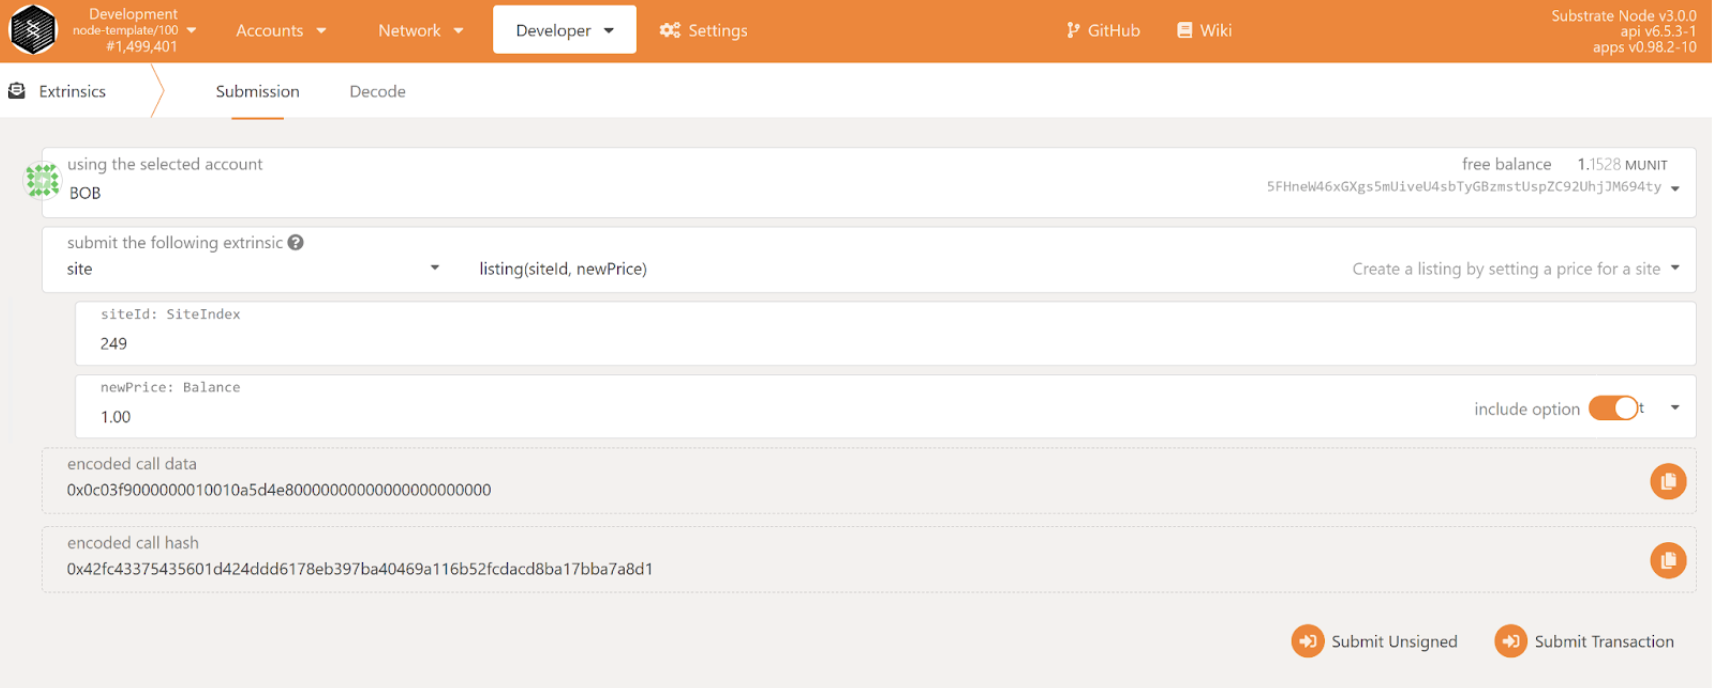 Development
node-template/100
#1,499,401
Accounts
Network
Developer
Settings
GitHub
Wiki
Substrate Node v3.0.0
api v6.5.3-1
apps v0.98.2-10
Extrinsics
Submission
Decode
using the selected account
BOB
free balance 1.1528 MUNIT
5FHneW46xGXgs5mUiveU4sbTyGBzmstUspZC92UhjJM694ty
submit the following extrinsic ?
site
listing(siteId, newPrice)
Create a listing by setting a price for a site
siteId: SiteIndex
249
newPrice: Balance
1.00
include option
t
encoded call data
0x0c03f9000000010010a5d4e80000000000000000000000
encoded call hash
0x42fc43375435601d424ddd6178eb397ba40469a116b52fcdacd8ba17bba7a8d1
Submit Unsigned
Submit Transaction